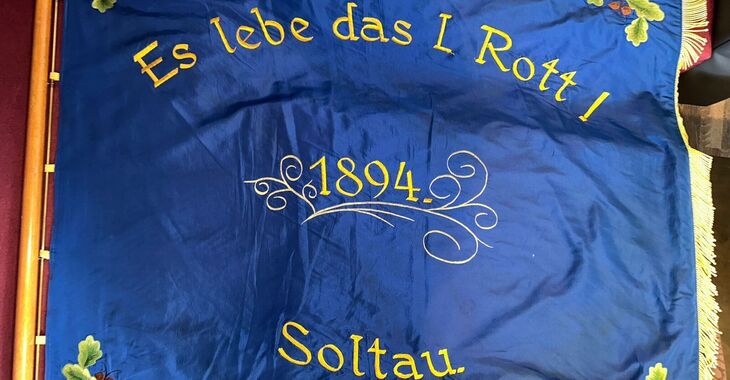 Es lebe das I Rott!
1894.
Soltau.